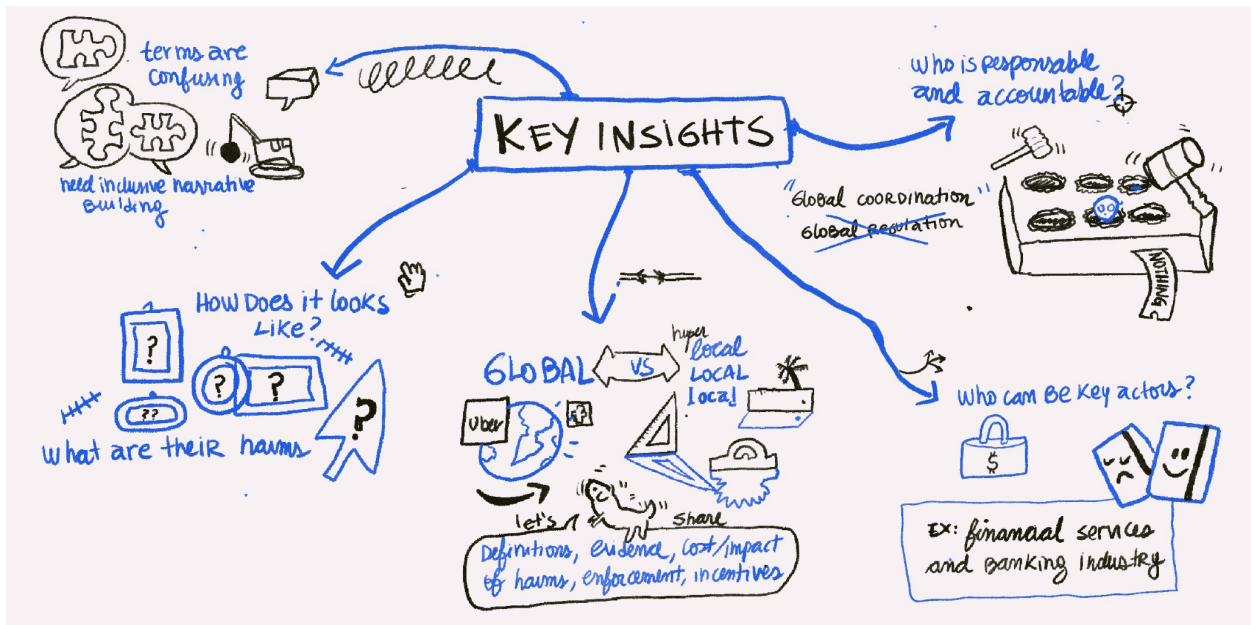 KEY INSIGHTS
terms are
confusing
need inclusive narrative
Building
Who is Responsable
and accountable?
"Global coordination"
Global Regulation
NOTHING
How Does it looks
Like?
?
?
?
??
?
What are their harms
GLOBAL
VS
hyper
local
LOCAL
local
Uber
let's share
Definitions, evidence, cost/impact
of harms, enforcement, incentives
Who can Be Key actors?
$
EX: financial services
and Banking industry